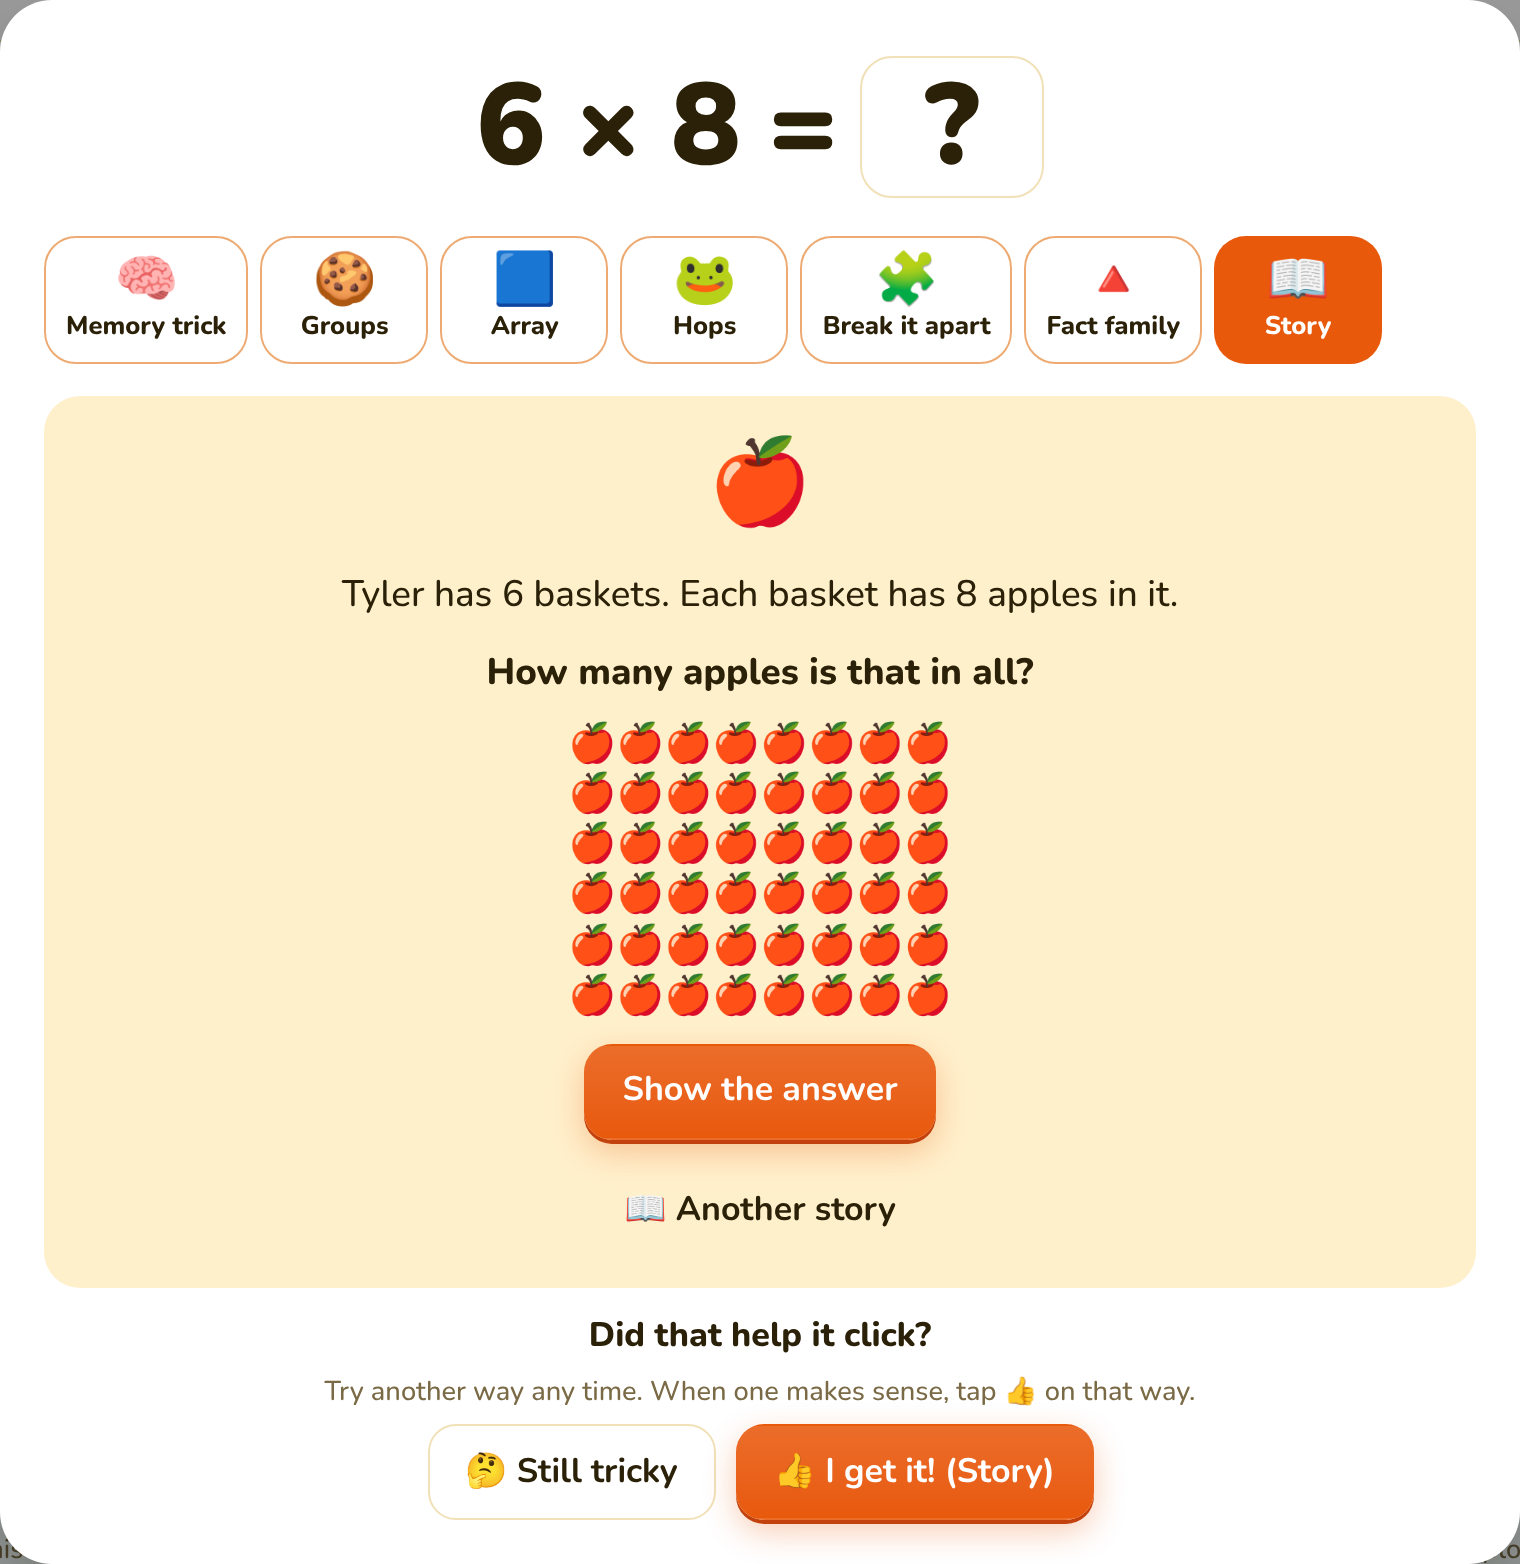 6 × 8 = ?
Memory trick
Groups
Array
Hops
Break it apart
Fact family
Story
Tyler has 6 baskets. Each basket has 8 apples in it.
How many apples is that in all?
Show the answer
Another story
Did that help it click?
Try another way any time. When one makes sense, tap 👍 on that way.
🤔 Still tricky
👍 I get it! (Story)